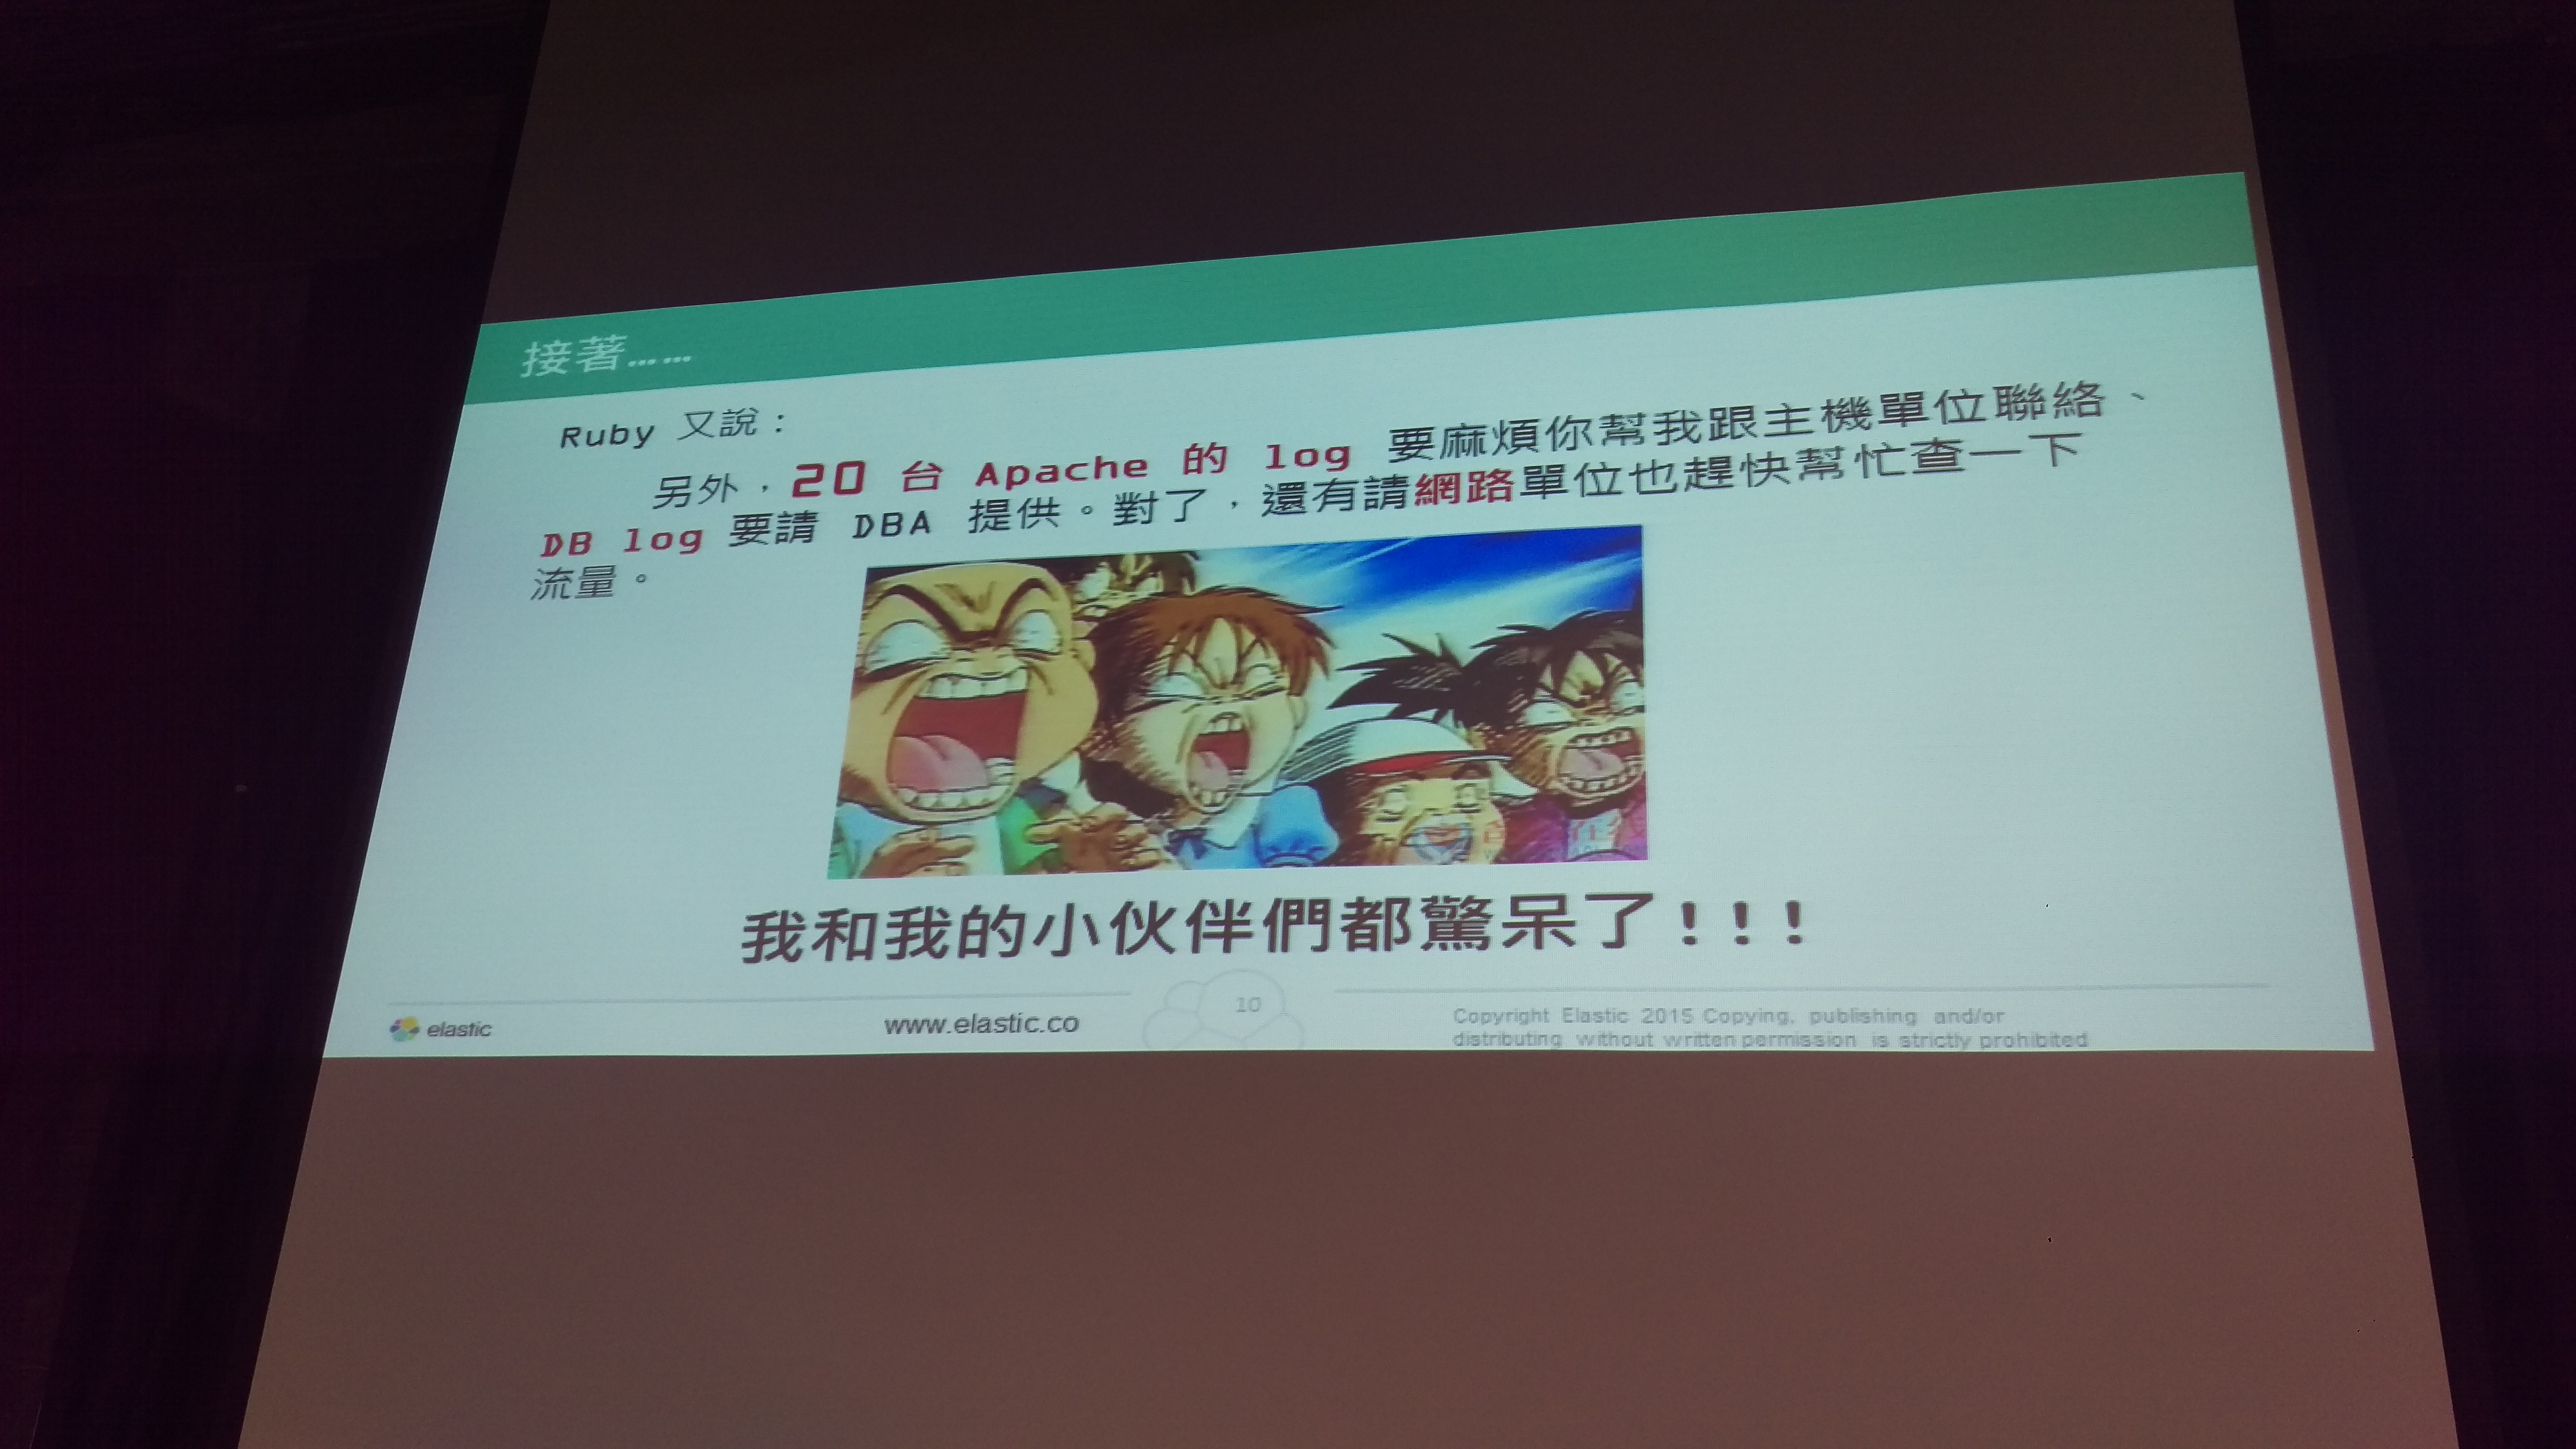 接著……
Ruby 又說：
另外，20 台 Apache 的 log 要麻煩你幫我跟主機單位聯絡、
DB log 要請 DBA 提供。對了，還有請網路單位也趕快幫忙查一下
流量。
我和我的小伙伴們都驚呆了!!!
elastic
www.elastic.co
10
Copyright Elastic 2015 Copying, publishing and/or
distributing without written permission is strictly prohibited